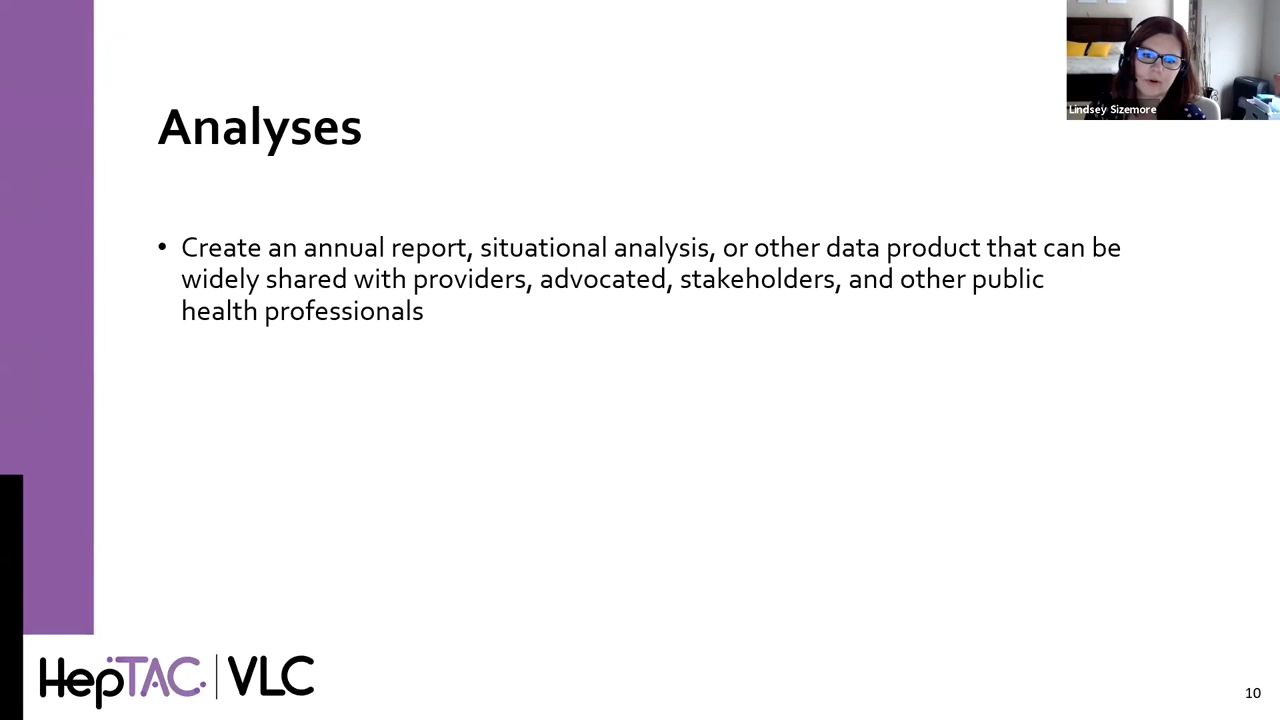 Lindsey Sizemore
Analyses
• Create an annual report, situational analysis, or other data product that can be
widely shared with providers, advocated, stakeholders, and other public
health professionals
HepTAC | VLC
10